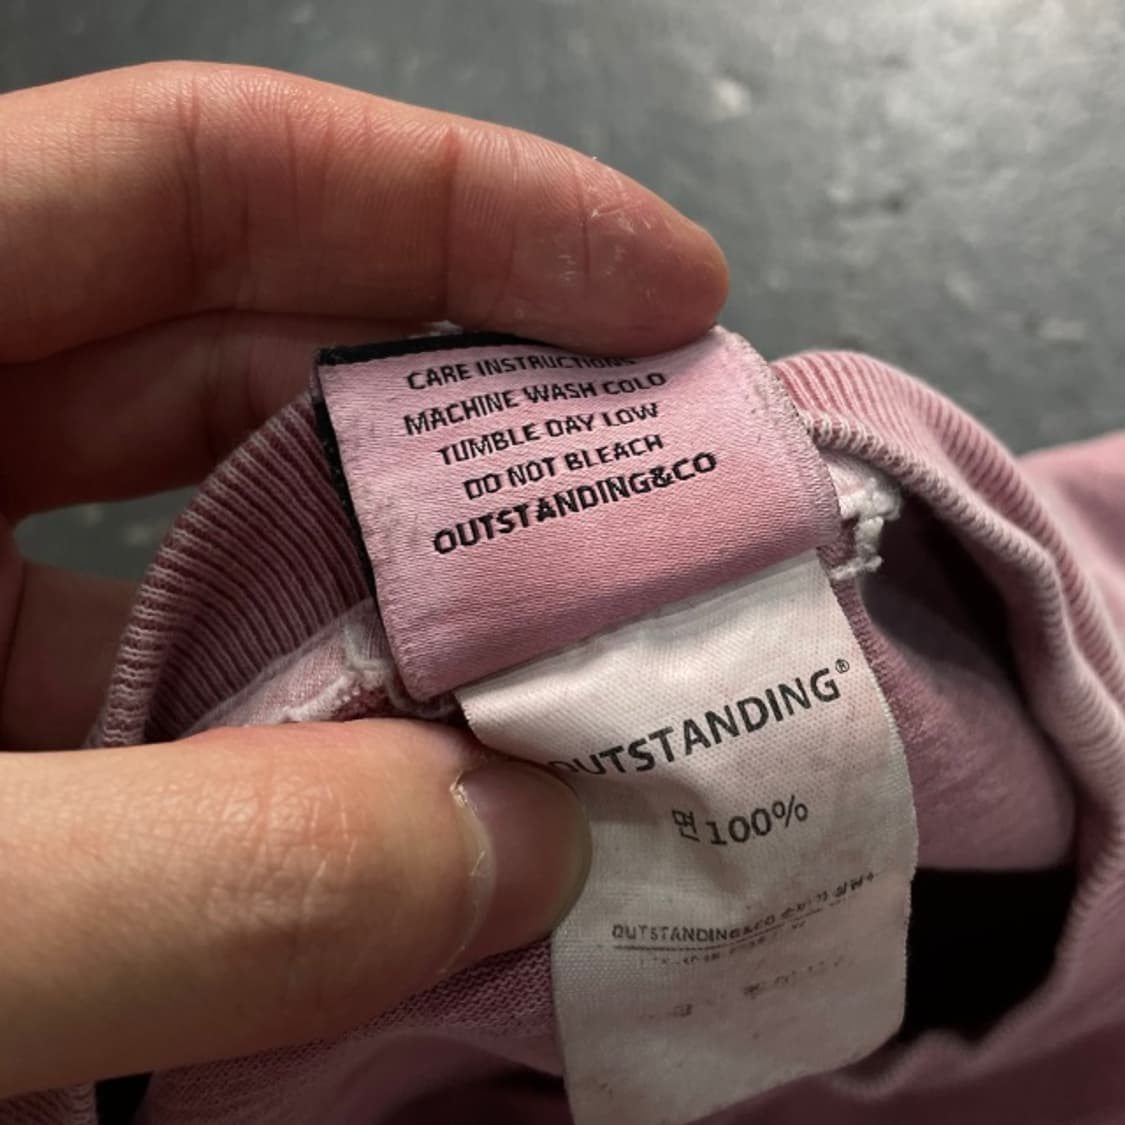 CARE INSTRUCTIONS
MACHINE WASH COLD
TUMBLE DAY LOW
DO NOT BLEACH
OUTSTANDING&CO
OUTSTANDING®
면 100%
OUTSTANDING&CO